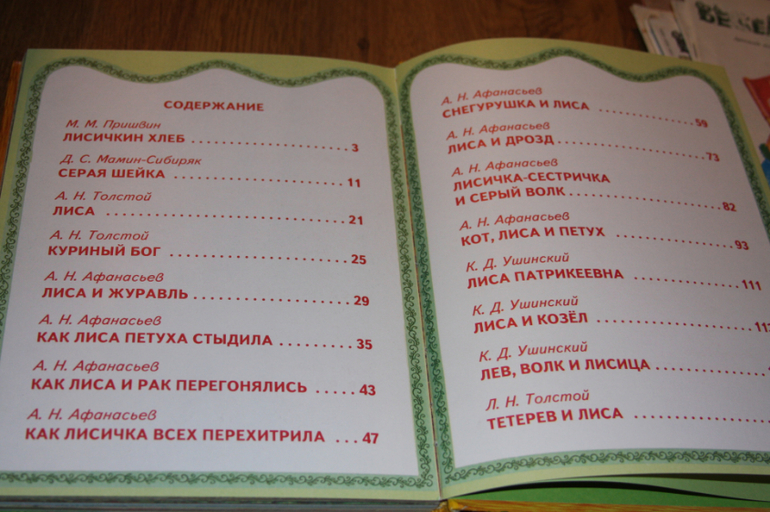 СОДЕРЖАНИЕ
М. М. Пришвин
ЛИСИЧКИН ХЛЕБ ........................ 3
Д. С. Мамин-Сибиряк
СЕРАЯ ШЕЙКА ........................ 11
А. Н. Толстой
ЛИСА ........................ 21
А. Н. Толстой
КУРИНЫЙ БОГ ........................ 25
А. Н. Афанасьев
ЛИСА И ЖУРАВЛЬ ........................ 29
А. Н. Афанасьев
КАК ЛИСА ПЕТУХА СТЫДИЛА .......... 35
А. Н. Афанасьев
КАК ЛИСА И РАК ПЕРЕГОНЯЛИСЬ ..... 43
А. Н. Афанасьев
КАК ЛИСИЧКА ВСЕХ ПЕРЕХИТРИЛА ... 47
А. Н. Афанасьев
СНЕГУРУШКА И ЛИСА ............ 59
А. Н. Афанасьев
ЛИСА И ДРОЗД .................. 73
А. Н. Афанасьев
ЛИСИЧКА-СЕСТРИЧКА
И СЕРЫЙ ВОЛК .................. 82
А. Н. Афанасьев
КОТ, ЛИСА И ПЕТУХ ............. 93
К. Д. Ушинский
ЛИСА ПАТРИКЕЕВНА ............. 111
К. Д. Ушинский
ЛИСА И КОЗЁЛ ..................
К. Д. Ушинский
ЛЕВ, ВОЛК И ЛИСИЦА ............
Л. Н. Толстой
ТЕТЕРЕВ И ЛИСА ................